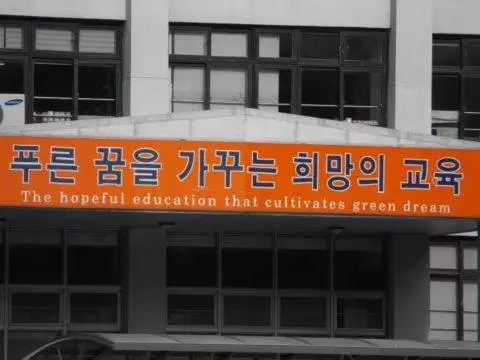 푸른 꿈을 가꾸는 희망의 교육
The hopeful education that cultivates green dream